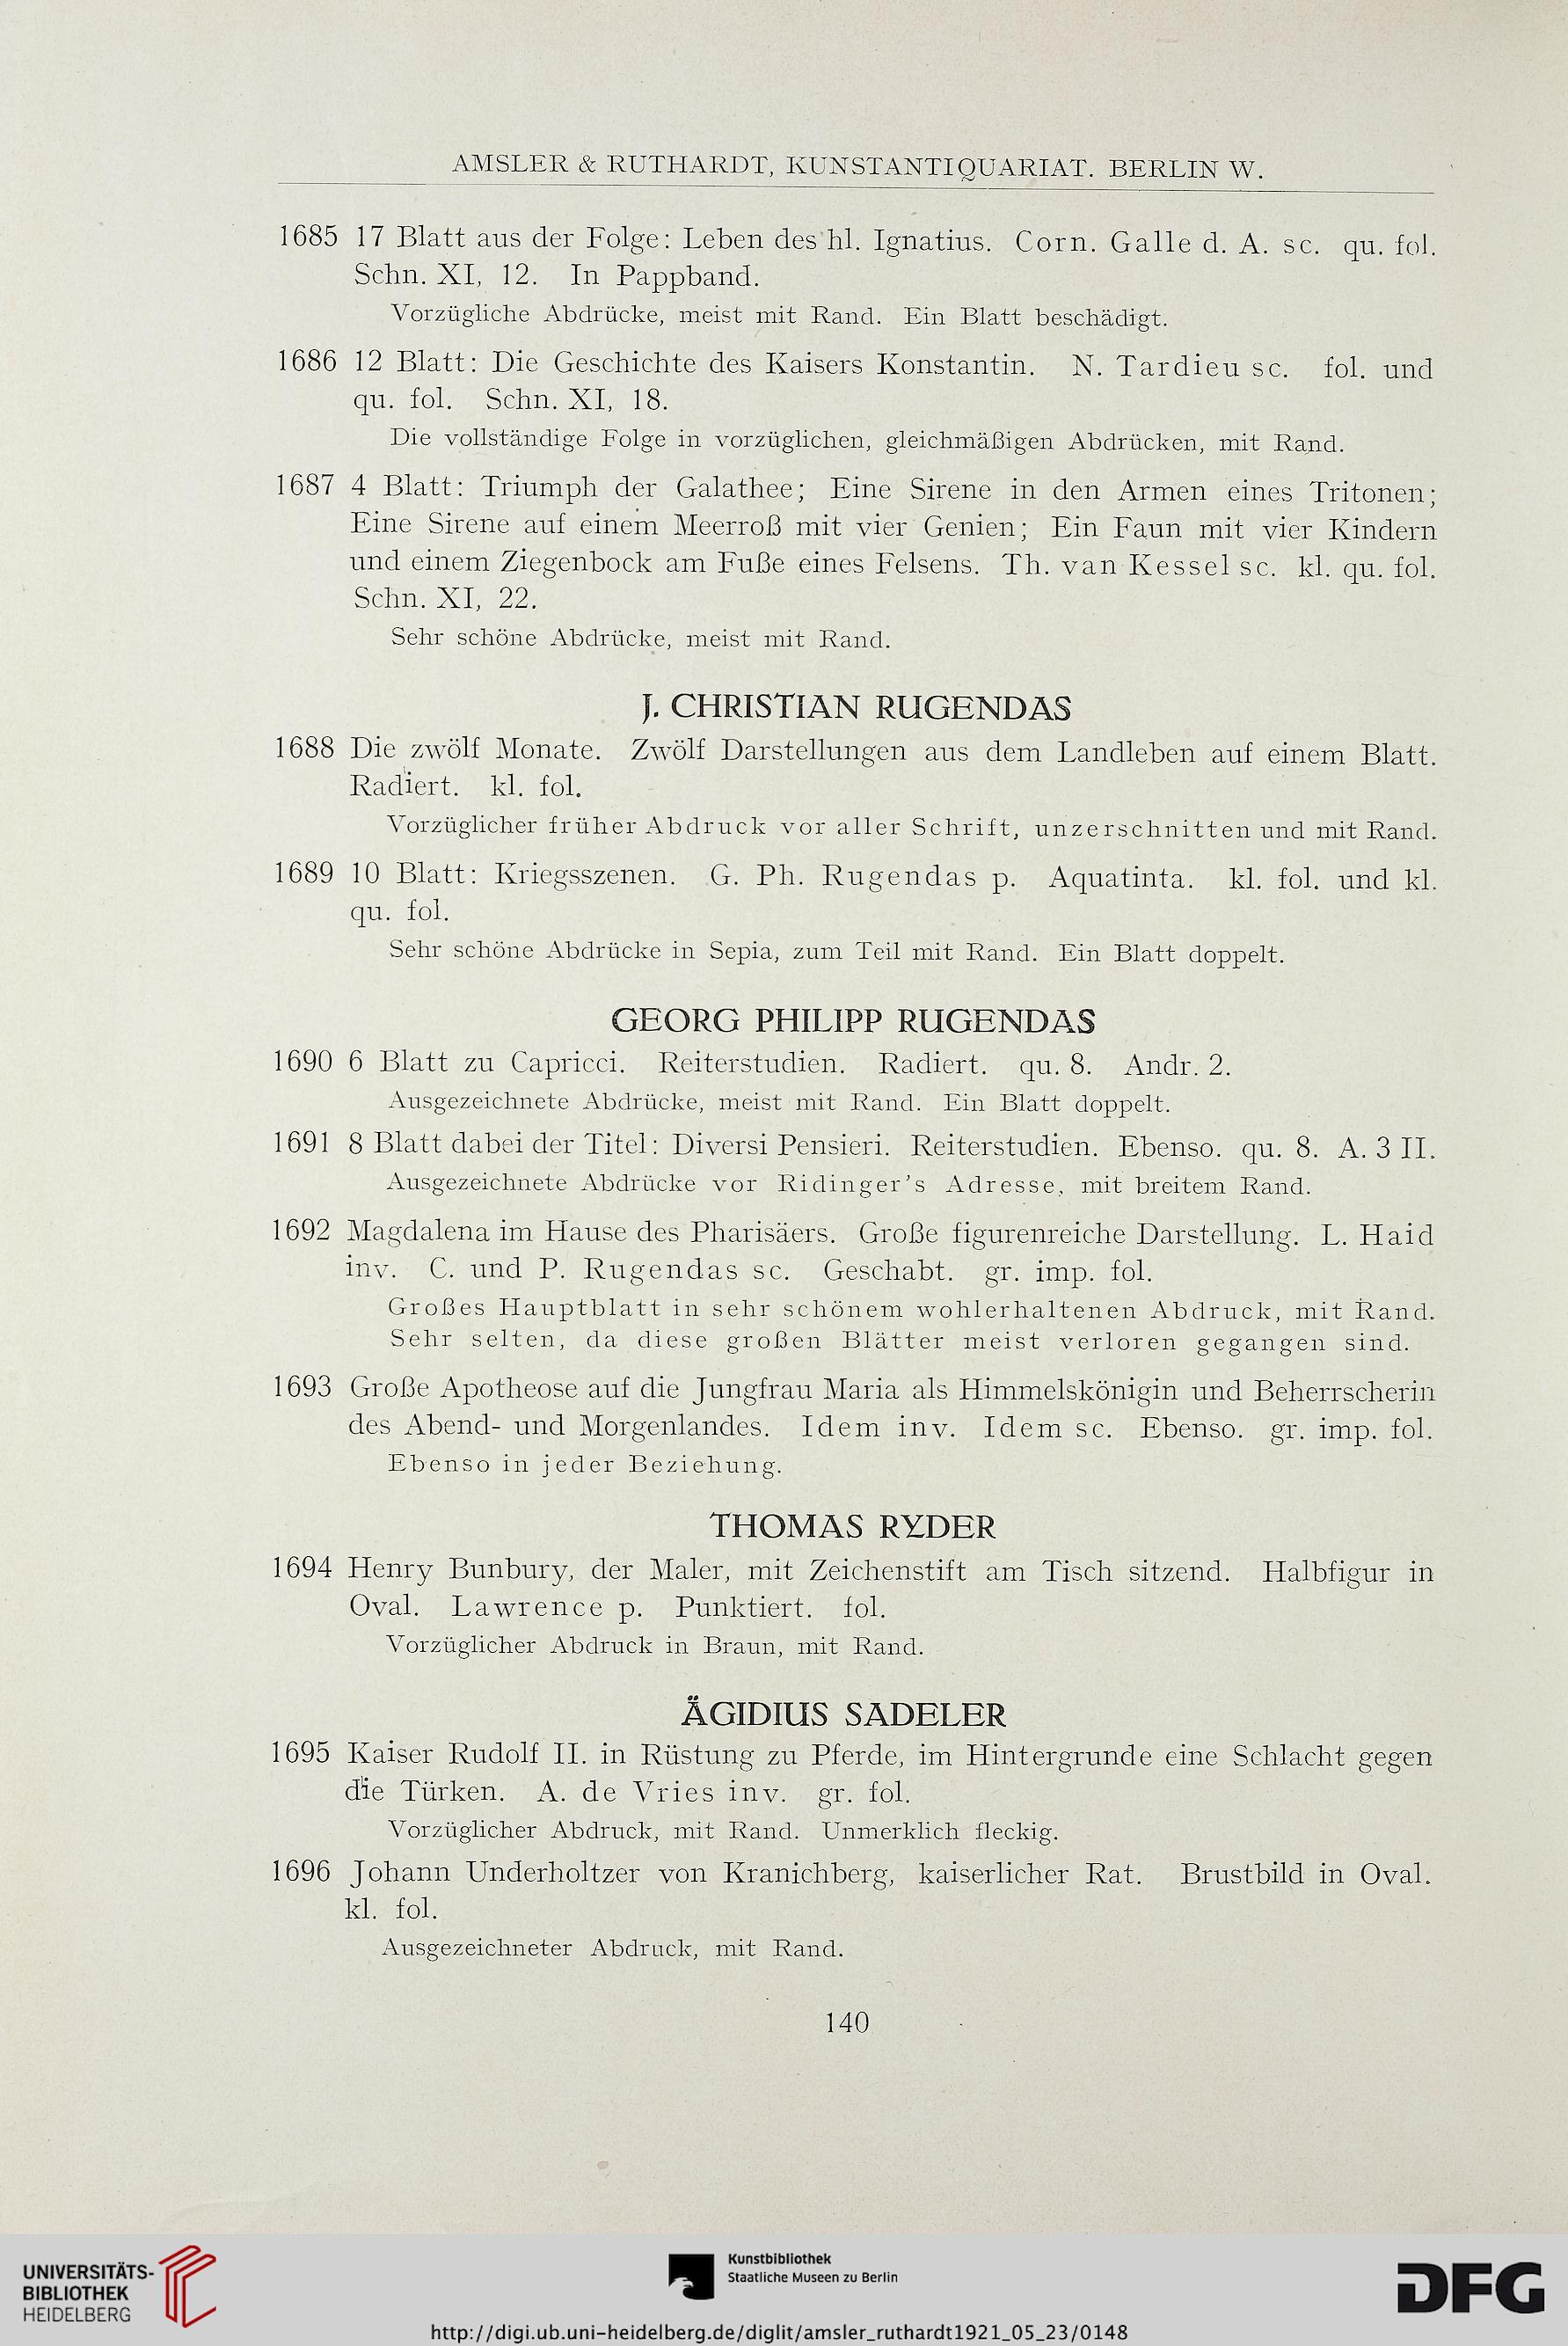 AMSLER & RUTHARDT, KUNSTANTIQUARIAT. BERLIN W.
1685 17 Blatt aus der Folge: Leben des hl. Ignatius. Corn. Galle d. A. sc. qu. fol.
Schn. XI, 12. In Pappband.
Vorzügliche Abdrücke, meist mit Rand. Ein Blatt beschädigt.
1686 12 Blatt: Die Geschichte des Kaisers Konstantin. N. Tardieu sc. fol. und
qu. fol. Schn. XI, 18.
Die vollständige Folge in vorzüglichen, gleichmäßigen Abdrücken, mit Rand.
1687 4 Blatt: Triumph der Galathee; Eine Sirene in den Armen eines Tritonen;
Eine Sirene auf einem Meerroß mit vier Genien; Ein Faun mit vier Kindern
und einem Ziegenbock am Fuße eines Felsens. Th. van Kessel sc. kl. qu. fol.
Schn. XI, 22.
Sehr schöne Abdrücke, meist mit Rand.
J. CHRISTIAN RUGENDAS
1688 Die zwölf Monate. Zwölf Darstellungen aus dem Landleben auf einem Blatt.
Radiert. kl. fol.
Vorzüglicher früher Abdruck vor aller Schrift, unzerschnitten und mit Rand.
1689 10 Blatt: Kriegsszenen. G. Ph. Rugendas p. Aquatinta. kl. fol. und kl.
qu. fol.
Sehr schöne Abdrücke in Sepia, zum Teil mit Rand. Ein Blatt doppelt.
GEORG PHILIPP RUGENDAS
1690 6 Blatt zu Capricci. Reiterstudien. Radiert. qu. 8. Andr. 2.
Ausgezeichnete Abdrücke, meist mit Rand. Ein Blatt doppelt.
1691 8 Blatt dabei der Titel: Diversi Pensieri. Reiterstudien. Ebenso. qu. 8. A. 3 II.
Ausgezeichnete Abdrücke vor Ridinger's Adresse, mit breitem Rand.
1692 Magdalena im Hause des Pharisäers. Große figurenreiche Darstellung. L. Haid
inv. C. und P. Rugendas sc. Geschabt. gr. imp. fol.
Großes Hauptblatt in sehr schönem wohlerhaltenen Abdruck, mit Rand.
Sehr selten, da diese großen Blätter meist verloren gegangen sind.
1693 Große Apotheose auf die Jungfrau Maria als Himmelskönigin und Beherrscherin
des Abend- und Morgenlandes. Idem inv. Idem sc. Ebenso. gr. imp. fol.
Ebenso in jeder Beziehung.
THOMAS RYDER
1694 Henry Bunbury, der Maler, mit Zeichenstift am Tisch sitzend. Halbfigur in
Oval. Lawrence p. Punktiert. fol.
Vorzüglicher Abdruck in Braun, mit Rand.
ÄGIDIUS SADELER
1695 Kaiser Rudolf II. in Rüstung zu Pferde, im Hintergrunde eine Schlacht gegen
die Türken. A. de Vries inv. gr. fol.
Vorzüglicher Abdruck, mit Rand. Unmerklich fleckig.
1696 Johann Underholtzer von Kranichberg, kaiserlicher Rat. Brustbild in Oval.
kl. fol.
Ausgezeichneter Abdruck, mit Rand.
140
UNIVERSITÄTS-
BIBLIOTHEK
HEIDELBERG
Kunstbibliothek
Staatliche Museen zu Berlin
DFG
http://digi.ub.uni-heidelberg.de/diglit/amsler_ruthardt1921_05_23/0148